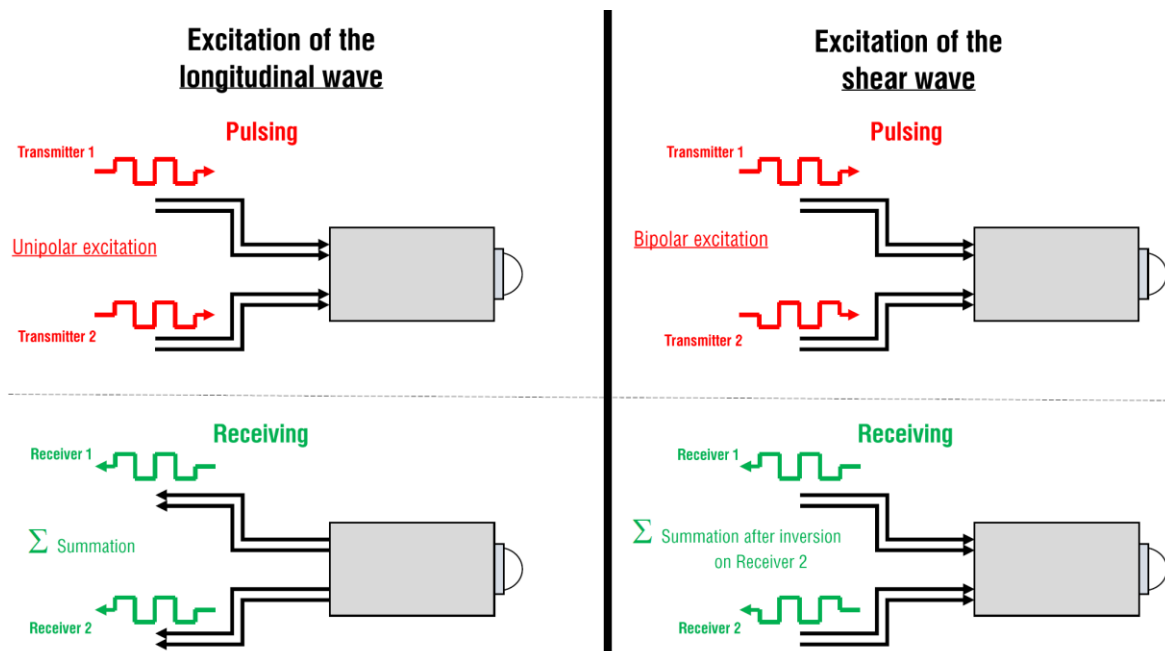 Excitation of the
longitudinal wave
Pulsing
Transmitter 1
Unipolar excitation
Transmitter 2
Receiving
Receiver 1
Σ Summation
Receiver 2
Excitation of the
shear wave
Pulsing
Transmitter 1
Bipolar excitation
Transmitter 2
Receiving
Receiver 1
Σ Summation after inversion
on Receiver 2
Receiver 2